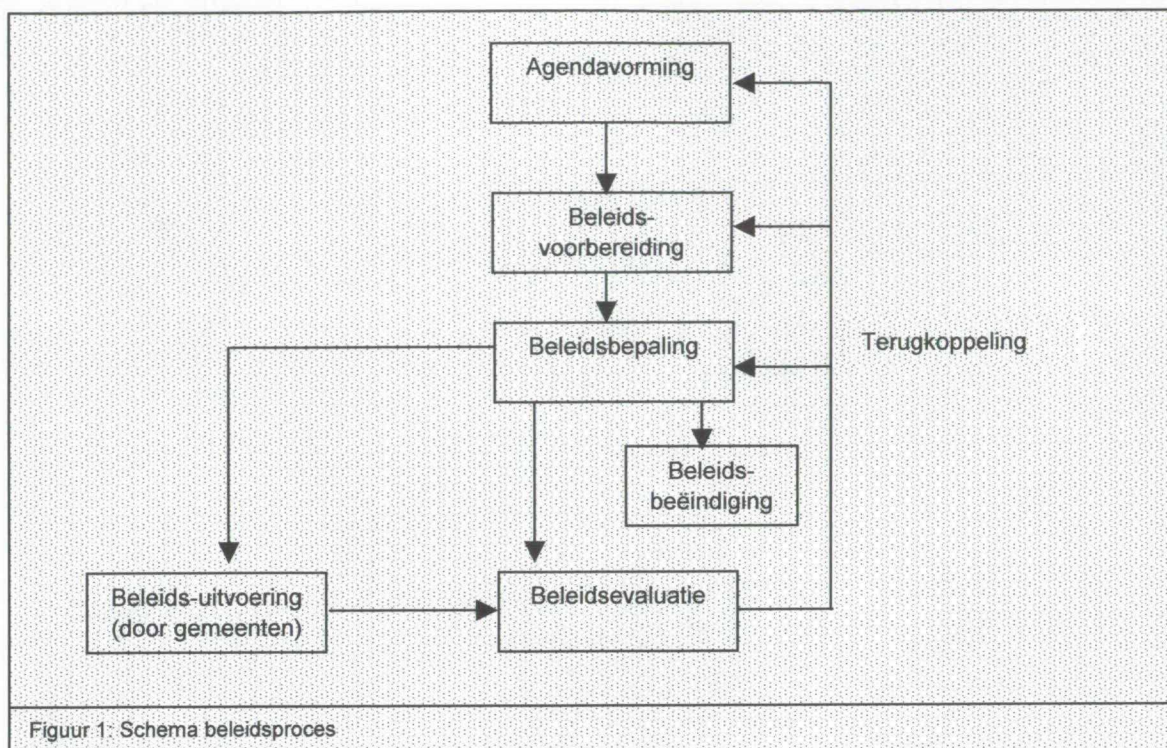 Agendavorming
Beleids-
voorbereiding
Beleidsbepaling
Terugkoppeling
Beleids-
beëindiging
Beleids-uitvoering
(door gemeenten)
Beleidsevaluatie
Figuur 1: Schema beleidsproces